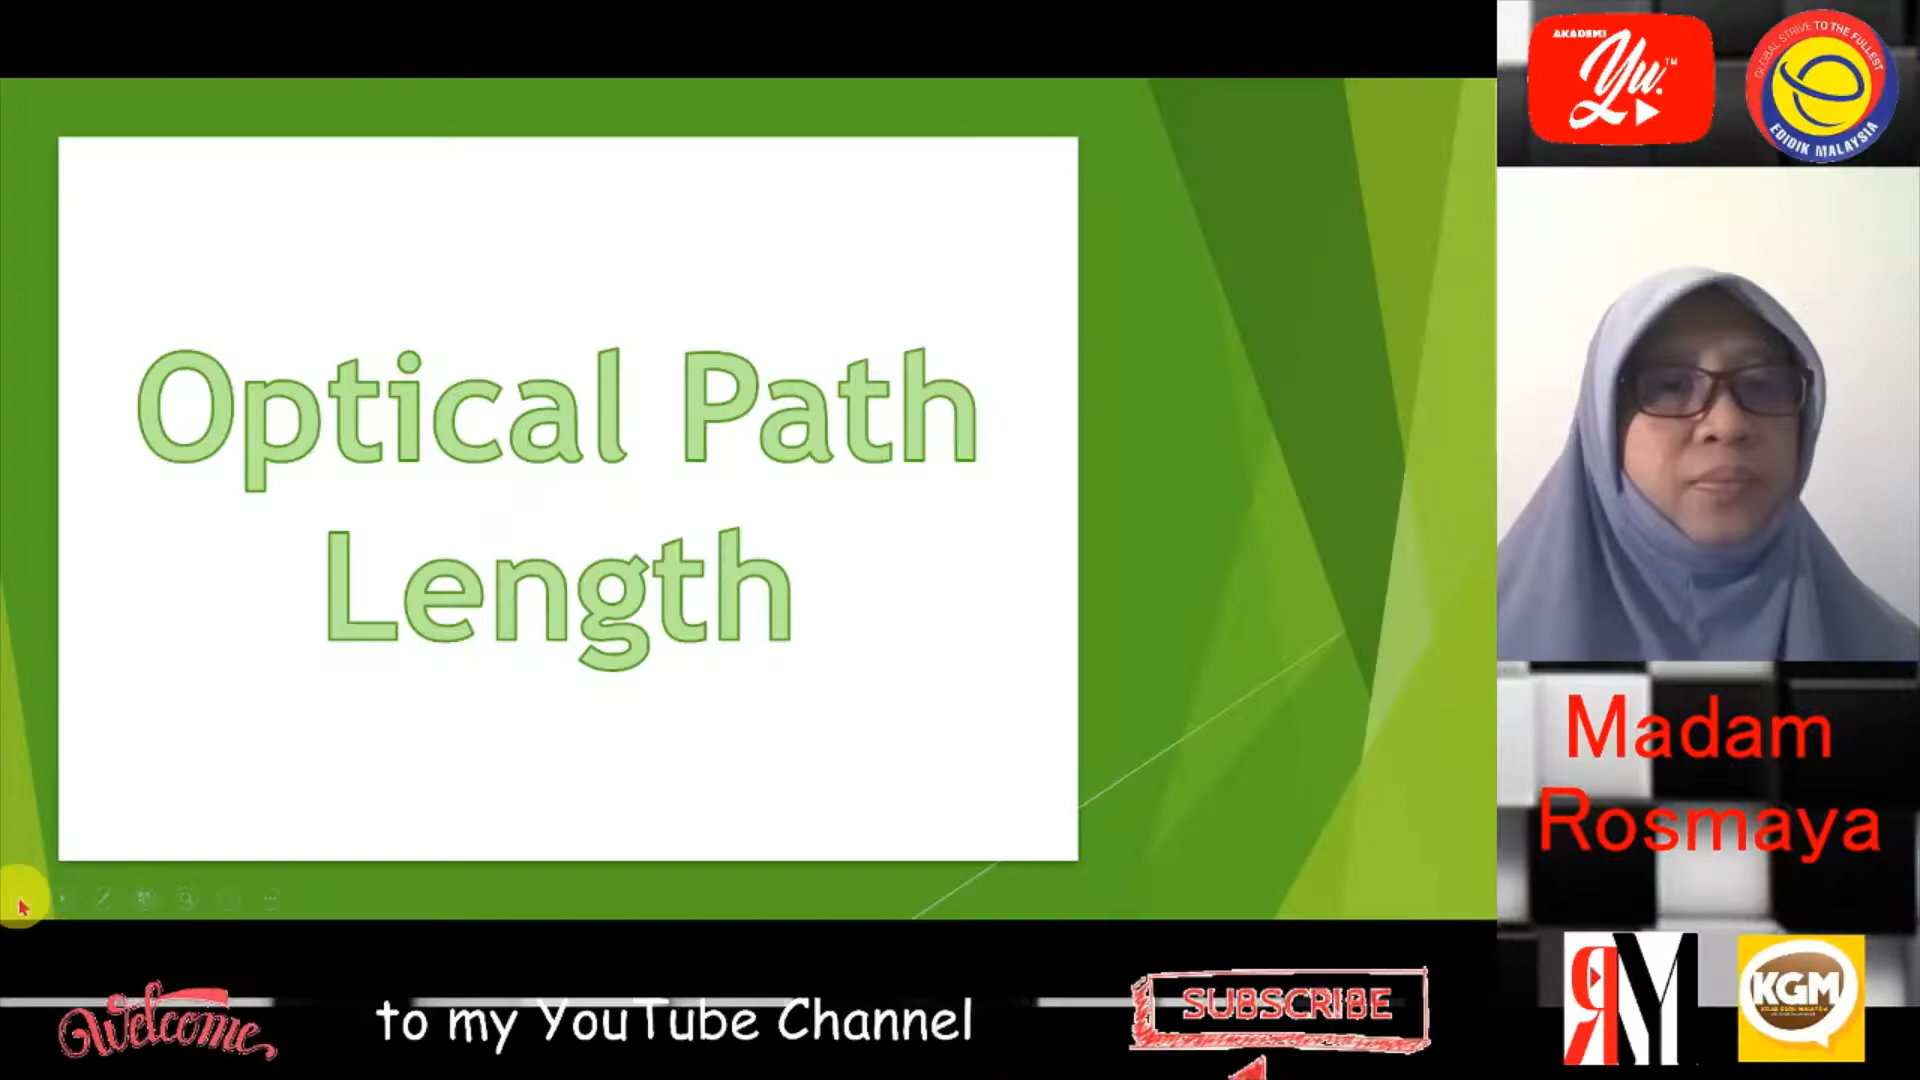 Optical Path
Length
AKADEMI
Yu.
TM
GLOBAL STRIVE TO THE FULLEST
EDIDIK MALAYSIA
Madam
Rosmaya
Welcome
to my YouTube Channel
SUBSCRIBE
RM
KGM